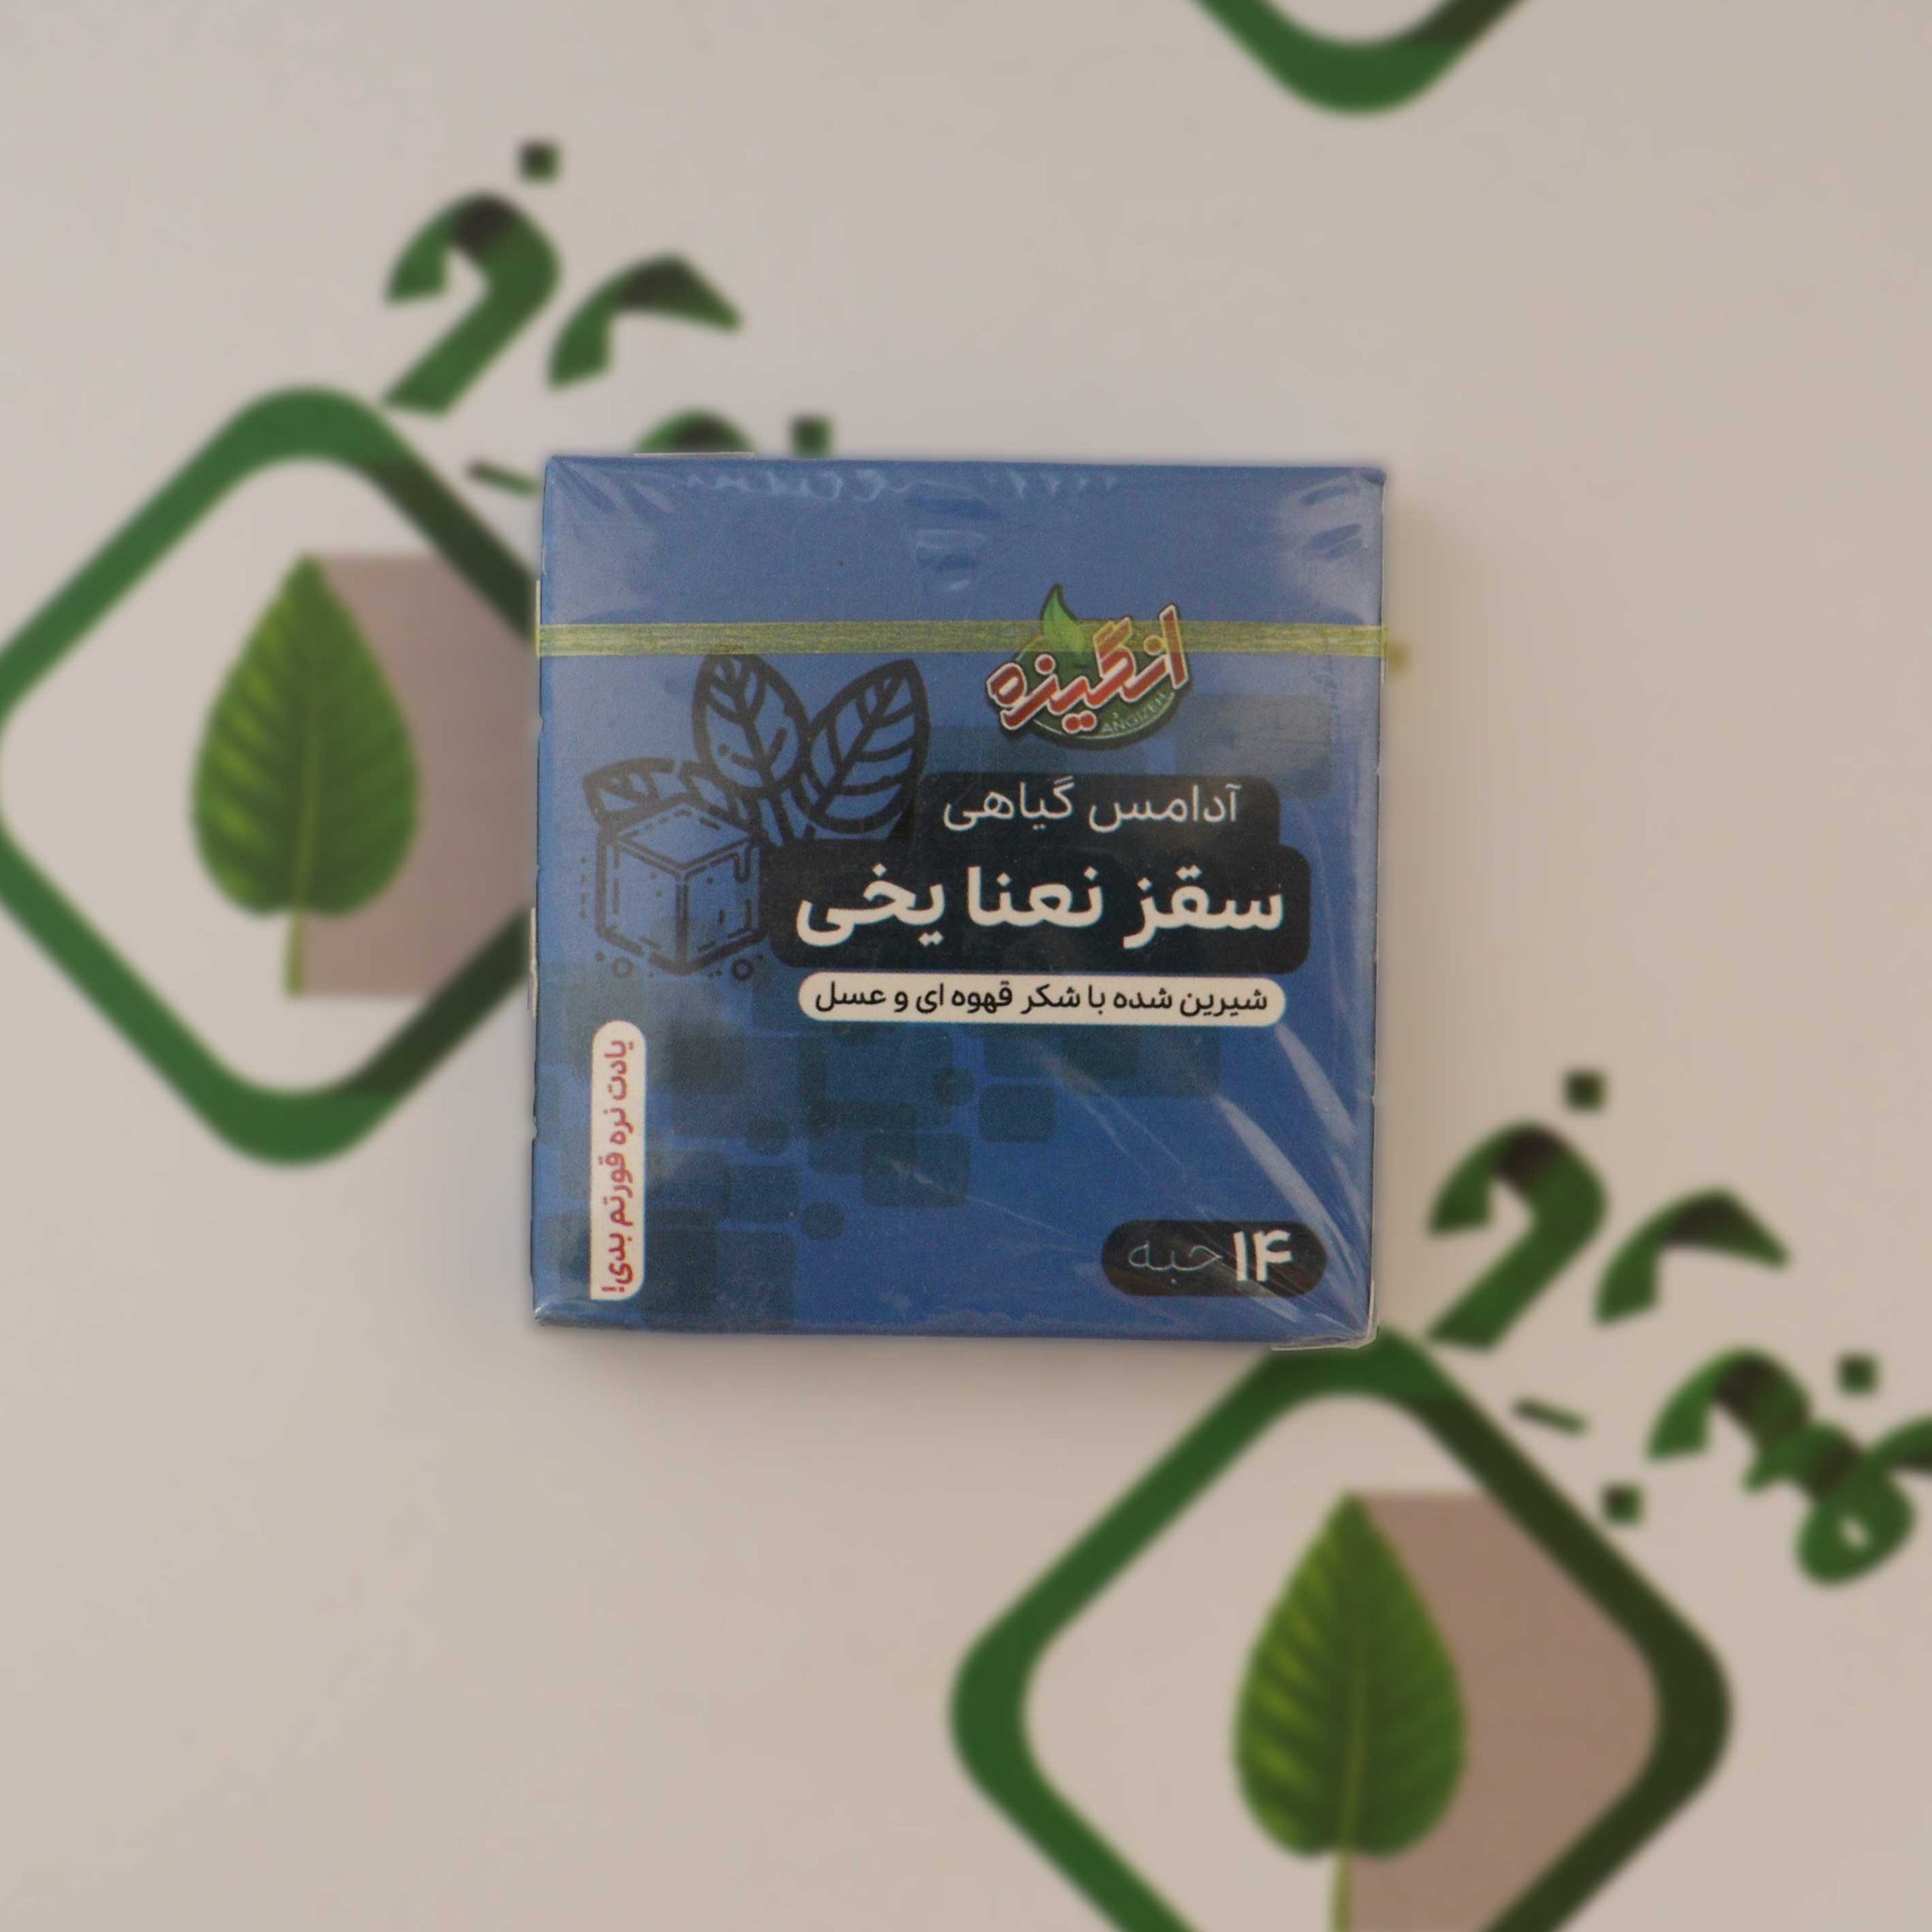 انگیزه
ANGIZEH
آدامس گیاهی
سقز نعنا یخی
شیرین شده با شکر قهوه ای و عسل
یادت نره قورتم بدی!
۱۴ حبه